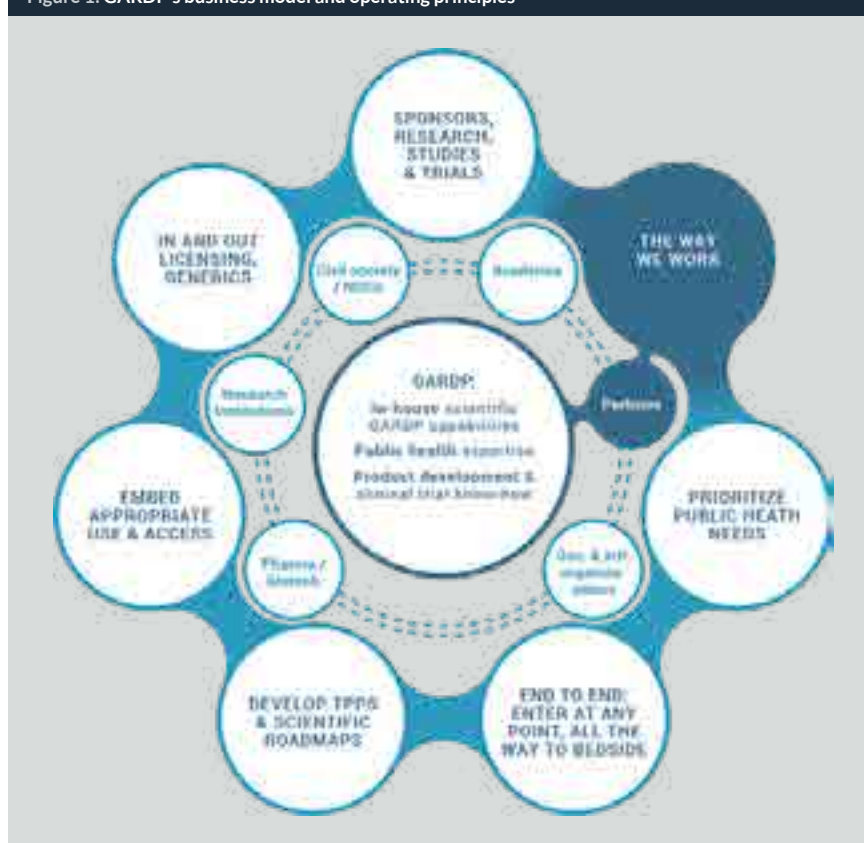 Figure 1. GARDP's business model and operating principles
SPONSORS,
RESEARCH,
STUDIES
& TRIALS
THE WAY
WE WORK
IN AND OUT
LICENSING,
GENERICS
Civil society
/ NGOs
Academia
Research
institutions
GARDP:
In-house scientific
GARDP capabilities
Public health expertise
Product development &
clinical trial know-how
Partners
EMBED
APPROPRIATE
USE & ACCESS
PRIORITIZE
PUBLIC HEATH
NEEDS
Pharma /
biotech
Gov. & int.
DEVELOP TPPS
& SCIENTIFIC
ROADMAPS
END TO END:
ENTER AT ANY
POINT, ALL THE
WAY TO BEDSIDE